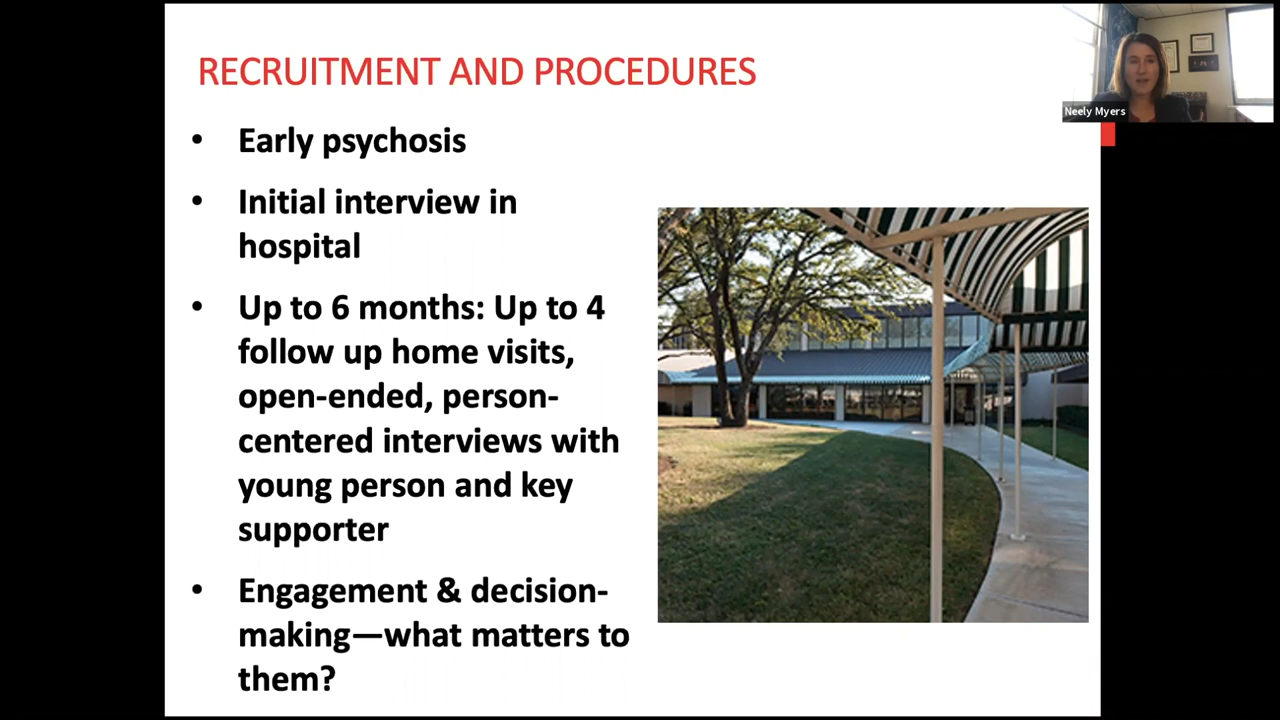 RECRUITMENT AND PROCEDURES
Neely Myers
• Early psychosis
• Initial interview in
hospital
• Up to 6 months: Up to 4
follow up home visits,
open-ended, person-
centered interviews with
young person and key
supporter
• Engagement & decision-
making—what matters to
them?